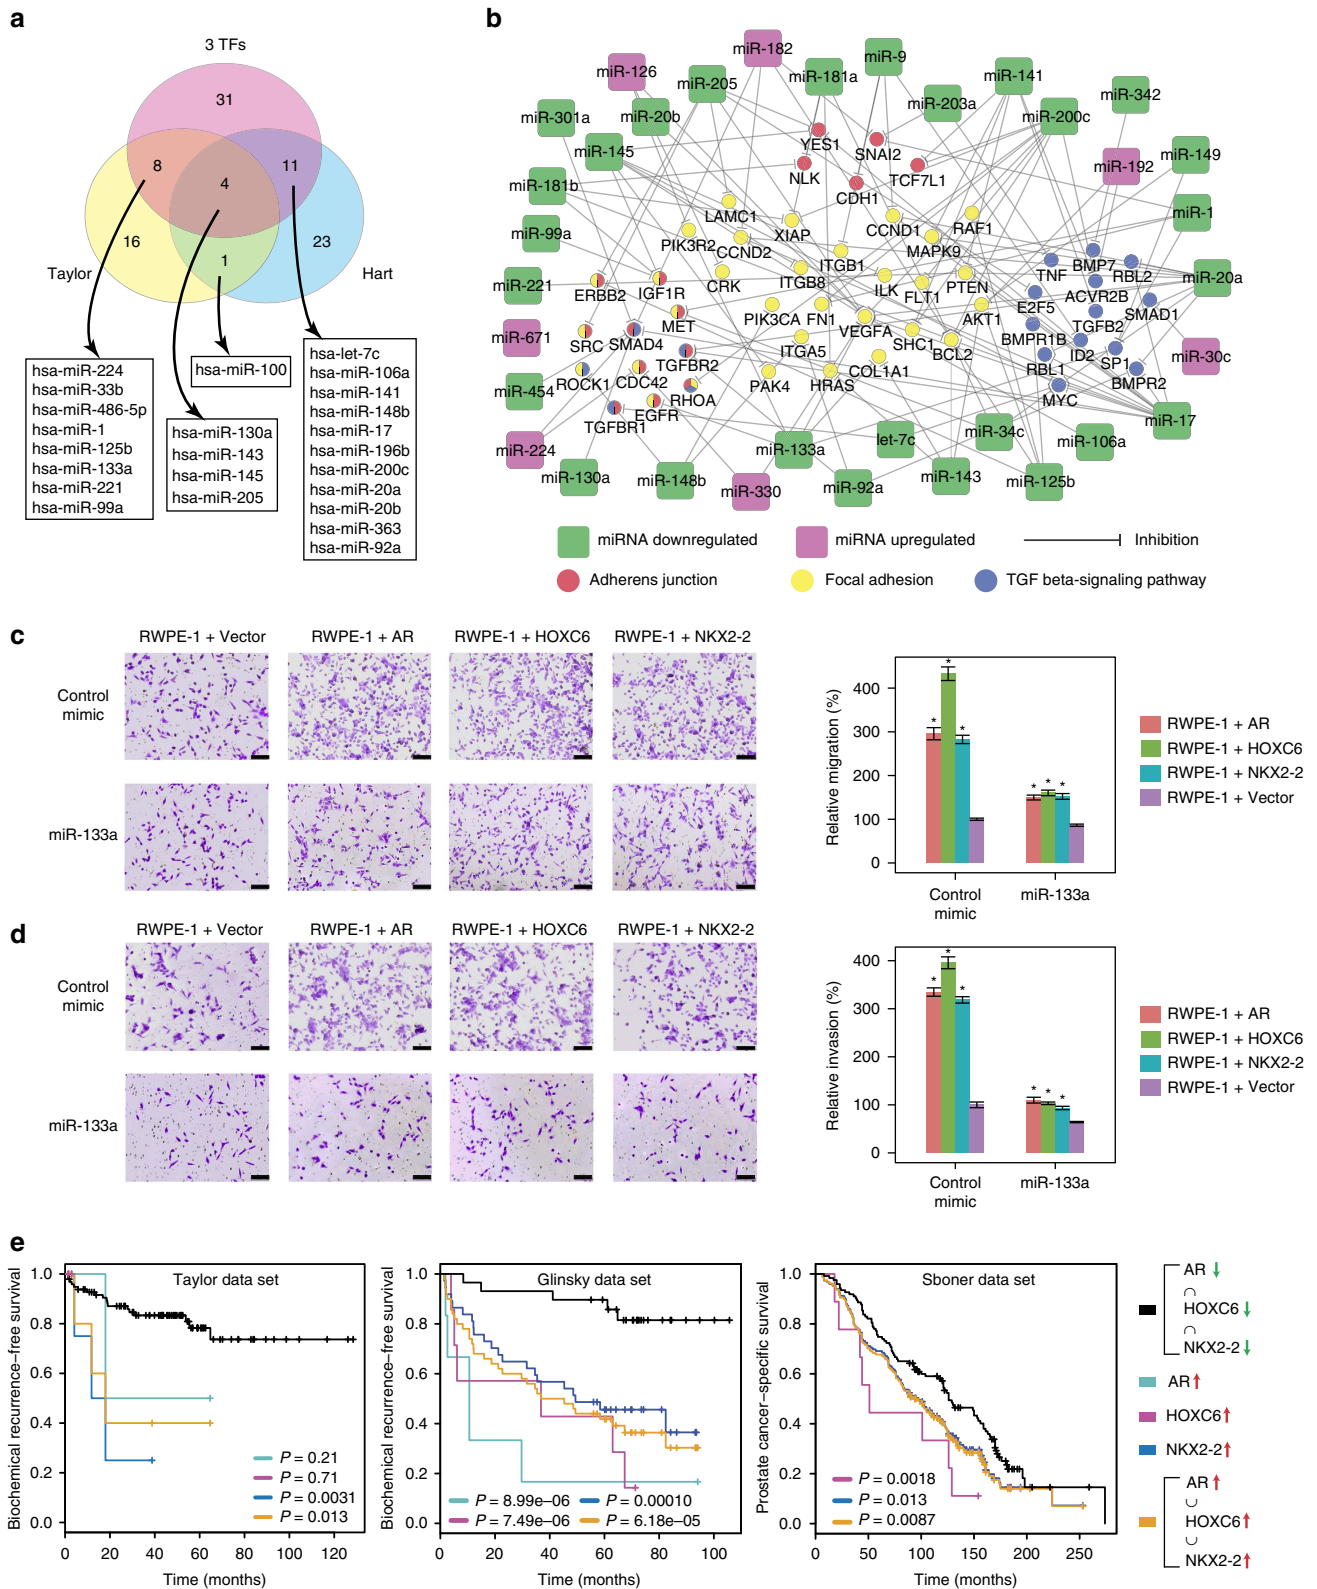 a
3 TFs
31
8
11
4
16
1
23
Taylor
Hart
hsa-miR-224
hsa-miR-33b
hsa-miR-486-5p
hsa-miR-1
hsa-miR-125b
hsa-miR-133a
hsa-miR-221
hsa-miR-99a
hsa-miR-130a
hsa-miR-143
hsa-miR-145
hsa-miR-205
hsa-miR-100
hsa-let-7c
hsa-miR-106a
hsa-miR-141
hsa-miR-148b
hsa-miR-17
hsa-miR-196b
hsa-miR-200c
hsa-miR-20a
hsa-miR-20b
hsa-miR-363
hsa-miR-92a
b
miR-182
miR-9
miR-126
miR-205
miR-181a
miR-141
miR-342
miR-301a
miR-20b
miR-203a
miR-200c
miR-145
YES1
SNAI2
miR-149
miR-192
NLK
TCF7L1
miR-181b
CDH1
miR-1
LAMC1
XIAP
CCND1
RAF1
miR-99a
PIK3R2
CCND2
MAPK9
ITGB1
TNF
BMP7
RBL2
miR-221
ERBB2
IGF1R
CRK
ITGB8
ILK
FLT1
PTEN
miR-20a
E2F5
ACVR2B
SMAD1
miR-671
MET
PIK3CA
FN1
VEGFA
AKT1
TGFB2
SRC
SMAD4
ITGA5
SHC1
BCL2
BMPR1B
ID2
SP1
miR-30c
TGFBR2
RBL1
miR-454
ROCK1
CDC42
RHOA
PAK4
HRAS
COL1A1
BMPR2
MYC
TGFBR1
EGFR
miR-17
miR-224
miR-133a
let-7c
miR-34c
miR-106a
miR-130a
miR-148b
miR-330
miR-92a
miR-143
miR-125b
miRNA downregulated
miRNA upregulated
Inhibition
Adherens junction
Focal adhesion
TGF beta-signaling pathway
c
RWPE-1 + Vector
RWPE-1 + AR
RWPE-1 + HOXC6
RWPE-1 + NKX2-2
Control
mimic
miR-133a
Relative migration (%)
400
300
200
100
0
*
*
*
*
*
*
Control
mimic
miR-133a
RWPE-1 + AR
RWPE-1 + HOXC6
RWPE-1 + NKX2-2
RWPE-1 + Vector
d
RWPE-1 + Vector
RWPE-1 + AR
RWPE-1 + HOXC6
RWPE-1 + NKX2-2
Control
mimic
miR-133a
Relative invasion (%)
400
300
200
100
0
*
*
*
*
*
*
Control
mimic
miR-133a
RWPE-1 + AR
RWEP-1 + HOXC6
RWPE-1 + NKX2-2
RWPE-1 + Vector
e
Biochemical recurrence–free survival
1.0
0.8
0.6
0.4
0.2
0.0
Taylor data set
P = 0.21
P = 0.71
P = 0.0031
P = 0.013
0 20 40 60 80 100 120
Time (months)
Biochemical recurrence–free survival
1.0
0.8
0.6
0.4
0.2
0.0
Glinsky data set
P = 8.99e–06
P = 0.00010
P = 7.49e–06
P = 6.18e–05
0 20 40 60 80 100
Time (months)
Prostate cancer–specific survival
1.0
0.8
0.6
0.4
0.2
0.0
Sboner data set
P = 0.0018
P = 0.013
P = 0.0087
0 50 100 150 200 250
Time (months)
AR ↓
∩
HOXC6 ↓
∩
NKX2-2 ↓
AR ↑
HOXC6 ↑
NKX2-2 ↑
AR ↑
∪
HOXC6 ↑
∪
NKX2-2 ↑